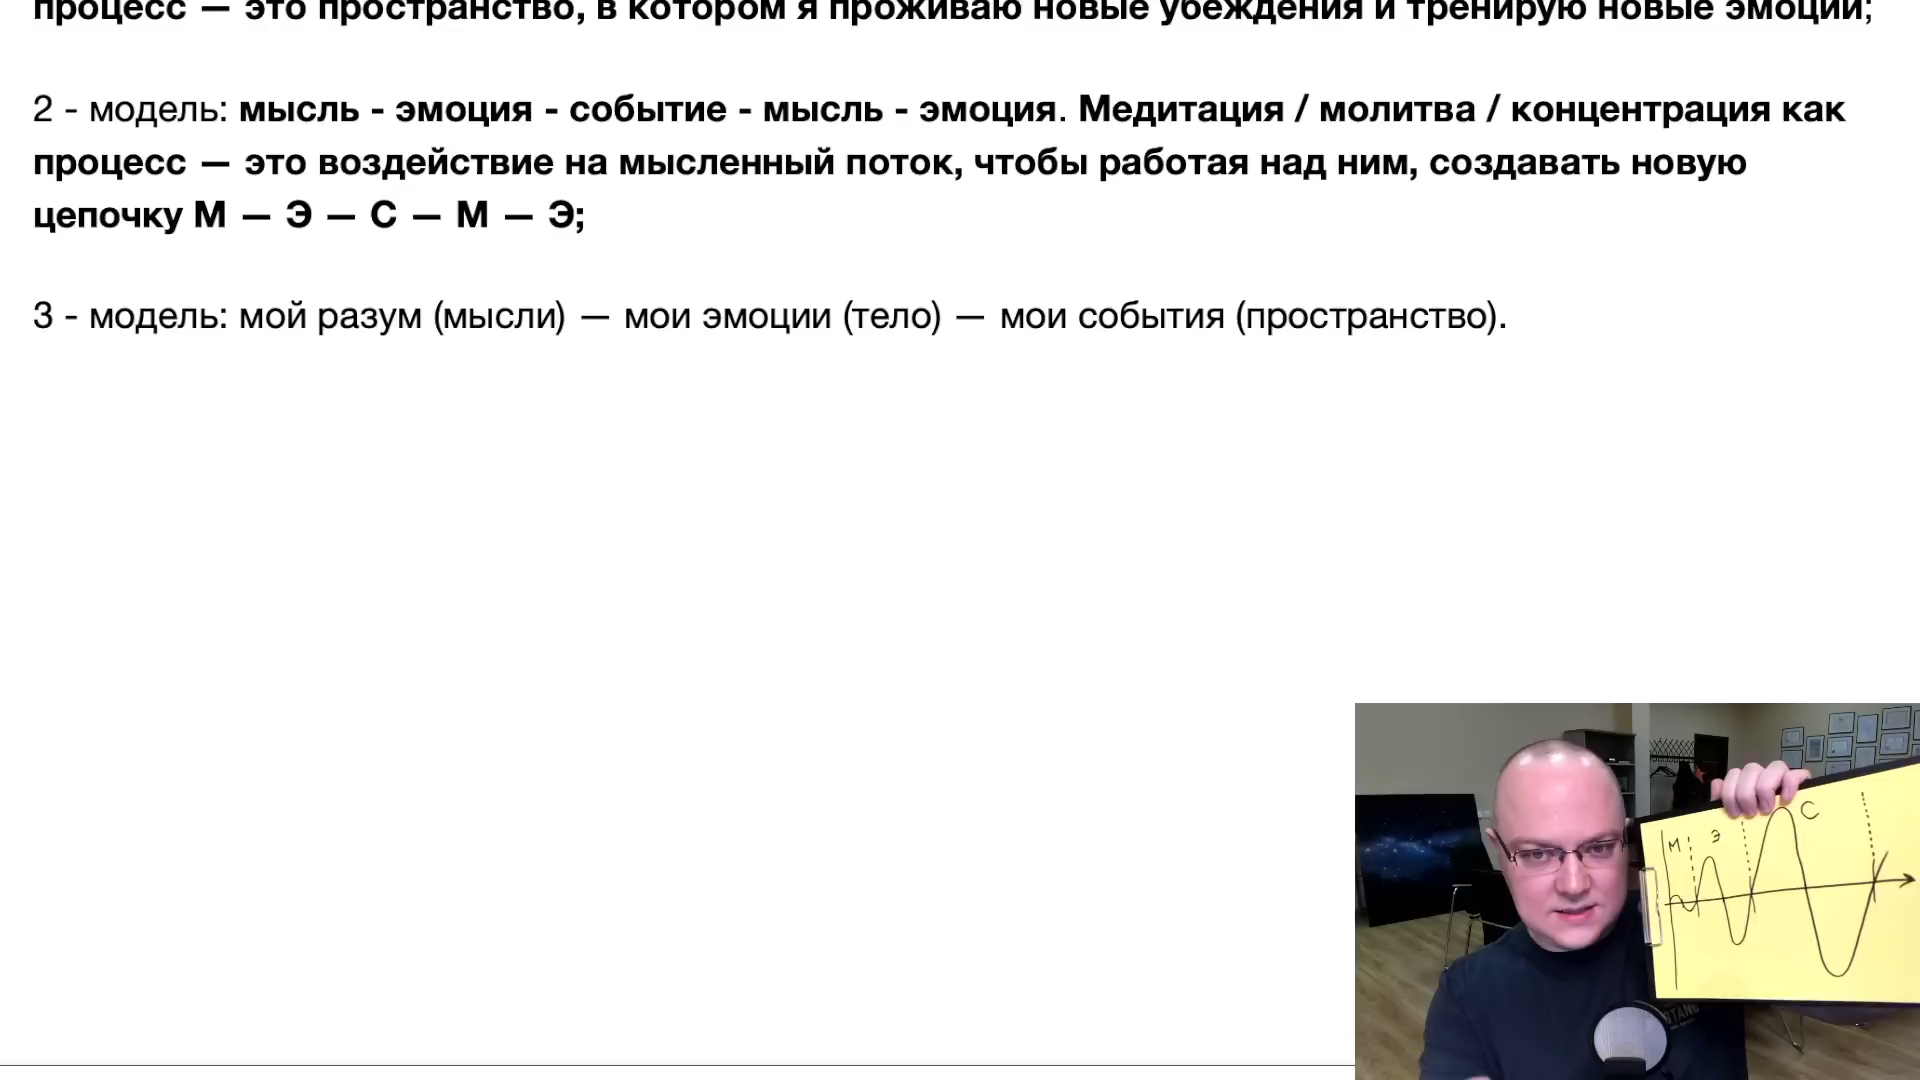 процесс — это пространство, в котором я проживаю новые убеждения и тренирую новые эмоции;
2 - модель: мысль - эмоция - событие - мысль - эмоция. Медитация / молитва / концентрация как
процесс — это воздействие на мысленный поток, чтобы работая над ним, создавать новую
цепочку М — Э — С — М — Э;
3 - модель: мой разум (мысли) — мои эмоции (тело) — мои события (пространство).
М Э С
STAND